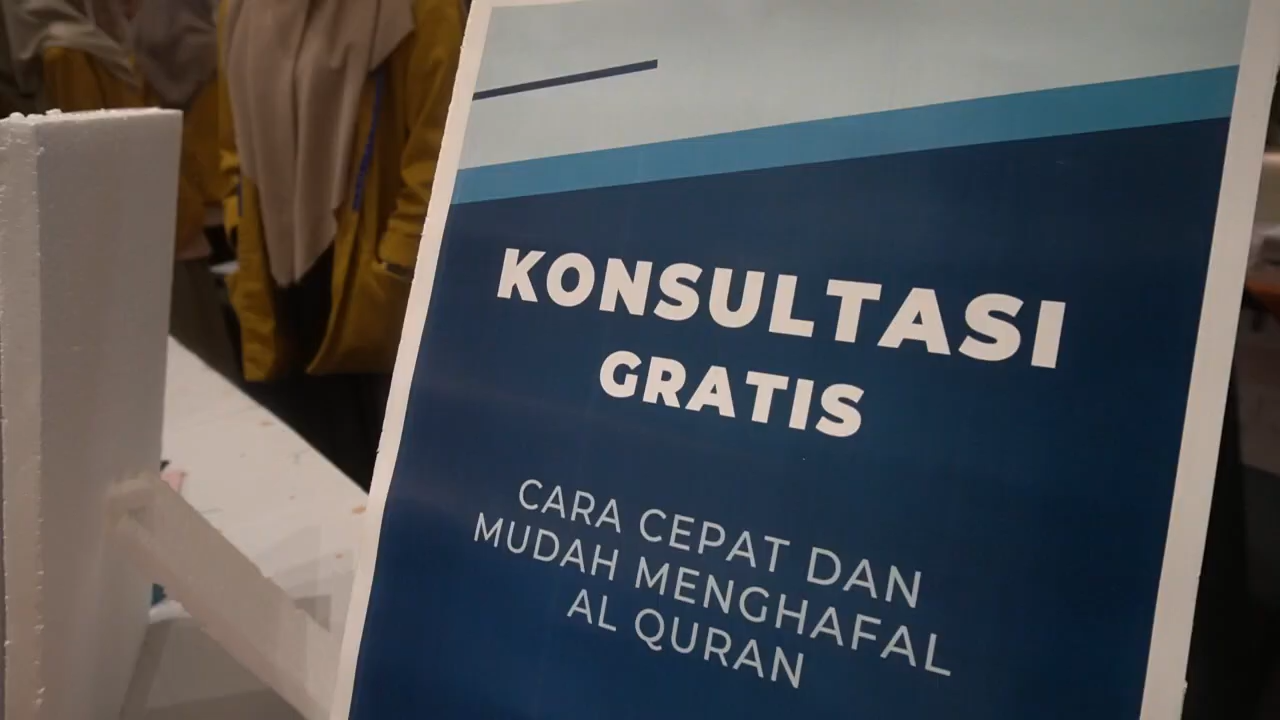 KONSULTASI
GRATIS
CARA CEPAT DAN
MUDAH MENGHAFAL
AL QURAN